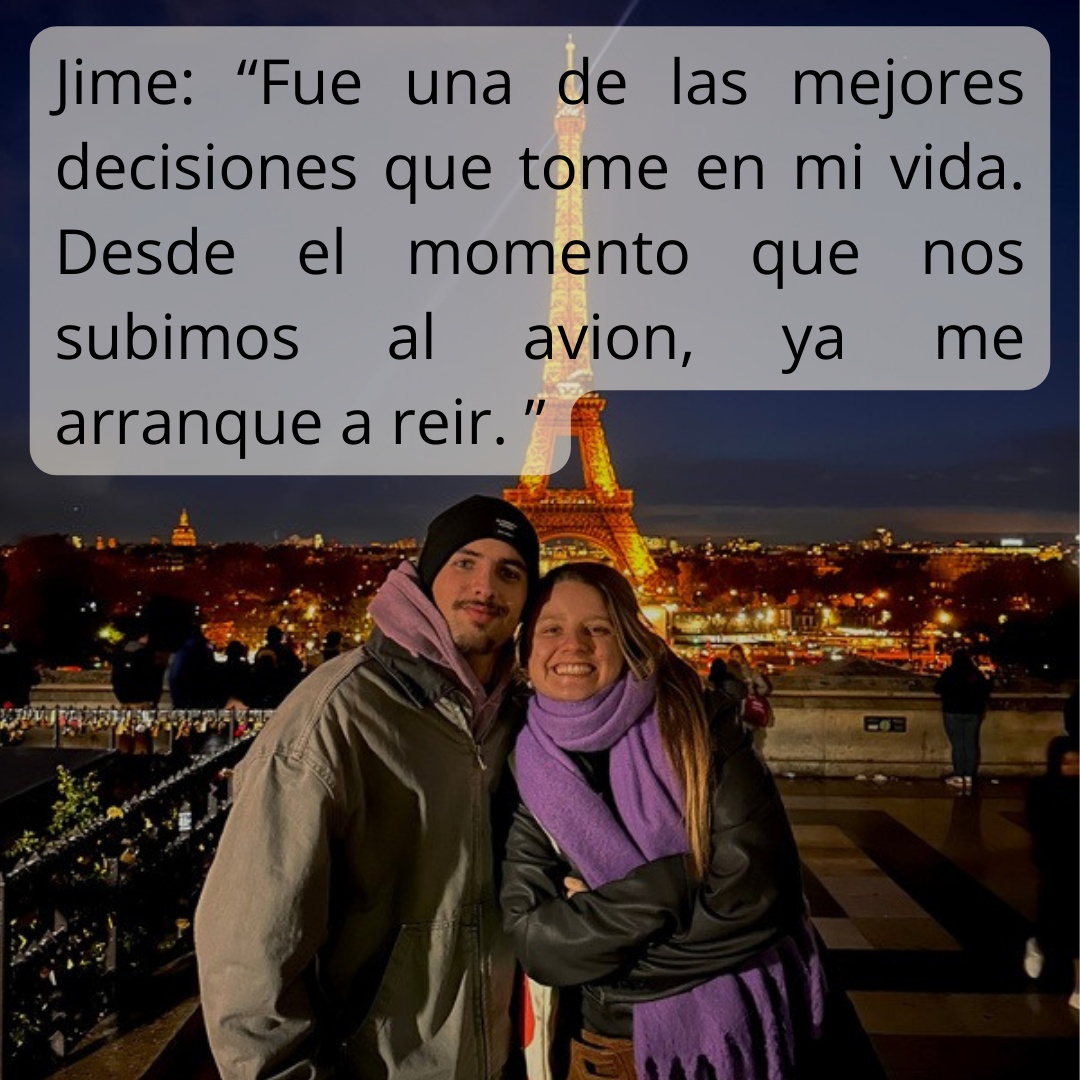 Jime: “Fue una de las mejores
decisiones que tome en mi vida.
Desde el momento que nos
subimos al avion, ya me
arranque a reir. ”